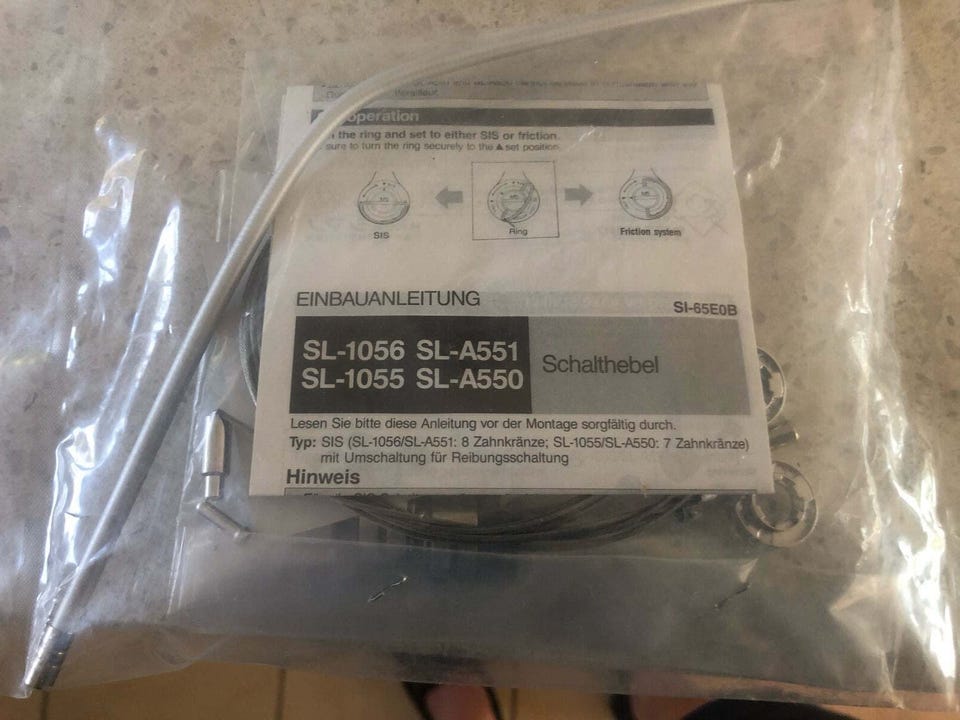 operation
the ring and set to either SIS or friction.
sure to turn the ring securely to the ▲ set position.
SIS
Ring
Friction system
EINBAUANLEITUNG
SI-65E0B
SL-1056 SL-A551
SL-1055 SL-A550
Schalthebel
Lesen Sie bitte diese Anleitung vor der Montage sorgfältig durch.
Typ: SIS (SL-1056/SL-A551: 8 Zahnkränze; SL-1055/SL-A550: 7 Zahnkränze)
mit Umschaltung für Reibungsschaltung
Hinweis